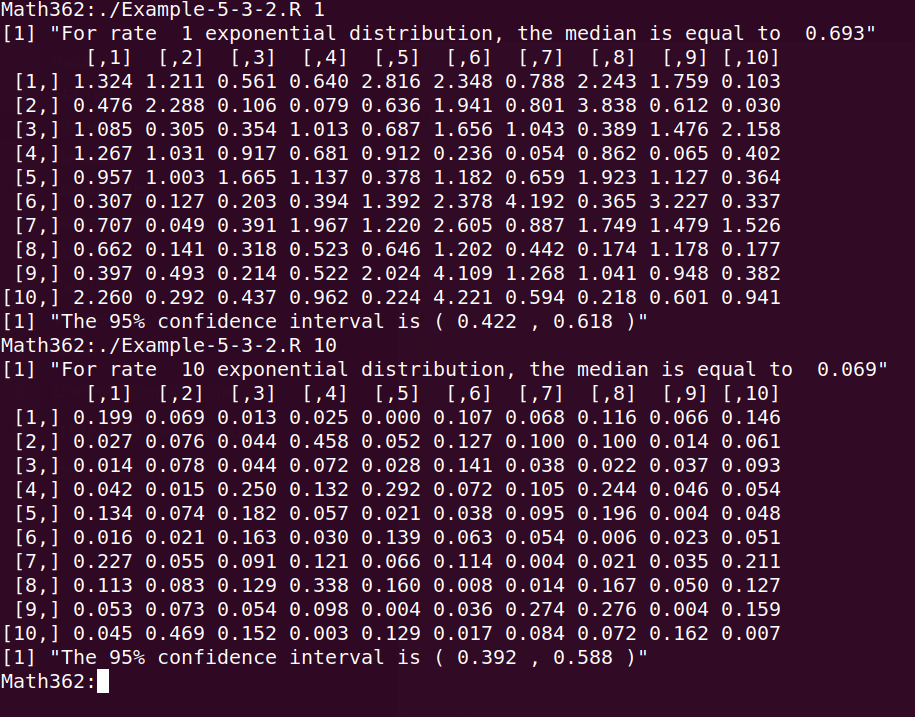 Math362:./Example-5-3-2.R 1
[1] "For rate  1 exponential distribution, the median is equal to  0.693"
       [,1]  [,2]  [,3]  [,4]  [,5]  [,6]  [,7]  [,8]  [,9] [,10]
 [1,] 1.324 1.211 0.561 0.640 2.816 2.348 0.788 2.243 1.759 0.103
 [2,] 0.476 2.288 0.106 0.079 0.636 1.941 0.801 3.838 0.612 0.030
 [3,] 1.085 0.305 0.354 1.013 0.687 1.656 1.043 0.389 1.476 2.158
 [4,] 1.267 1.031 0.917 0.681 0.912 0.236 0.054 0.862 0.065 0.402
 [5,] 0.957 1.003 1.665 1.137 0.378 1.182 0.659 1.923 1.127 0.364
 [6,] 0.307 0.127 0.203 0.394 1.392 2.378 4.192 0.365 3.227 0.337
 [7,] 0.707 0.049 0.391 1.967 1.220 2.605 0.887 1.749 1.479 1.526
 [8,] 0.662 0.141 0.318 0.523 0.646 1.202 0.442 0.174 1.178 0.177
 [9,] 0.397 0.493 0.214 0.522 2.024 4.109 1.268 1.041 0.948 0.382
[10,] 2.260 0.292 0.437 0.962 0.224 4.221 0.594 0.218 0.601 0.941
[1] "The 95% confidence interval is ( 0.422 , 0.618 )"
Math362:./Example-5-3-2.R 10
[1] "For rate  10 exponential distribution, the median is equal to  0.069"
       [,1]  [,2]  [,3]  [,4]  [,5]  [,6]  [,7]  [,8]  [,9] [,10]
 [1,] 0.199 0.069 0.013 0.025 0.000 0.107 0.068 0.116 0.066 0.146
 [2,] 0.027 0.076 0.044 0.458 0.052 0.127 0.100 0.100 0.014 0.061
 [3,] 0.014 0.078 0.044 0.072 0.028 0.141 0.038 0.022 0.037 0.093
 [4,] 0.042 0.015 0.250 0.132 0.292 0.072 0.105 0.244 0.046 0.054
 [5,] 0.134 0.074 0.182 0.057 0.021 0.038 0.095 0.196 0.004 0.048
 [6,] 0.016 0.021 0.163 0.030 0.139 0.063 0.054 0.006 0.023 0.051
 [7,] 0.227 0.055 0.091 0.121 0.066 0.114 0.004 0.021 0.035 0.211
 [8,] 0.113 0.083 0.129 0.338 0.160 0.008 0.014 0.167 0.050 0.127
 [9,] 0.053 0.073 0.054 0.098 0.004 0.036 0.274 0.276 0.004 0.159
[10,] 0.045 0.469 0.152 0.003 0.129 0.017 0.084 0.072 0.162 0.007
[1] "The 95% confidence interval is ( 0.392 , 0.588 )"
Math362: